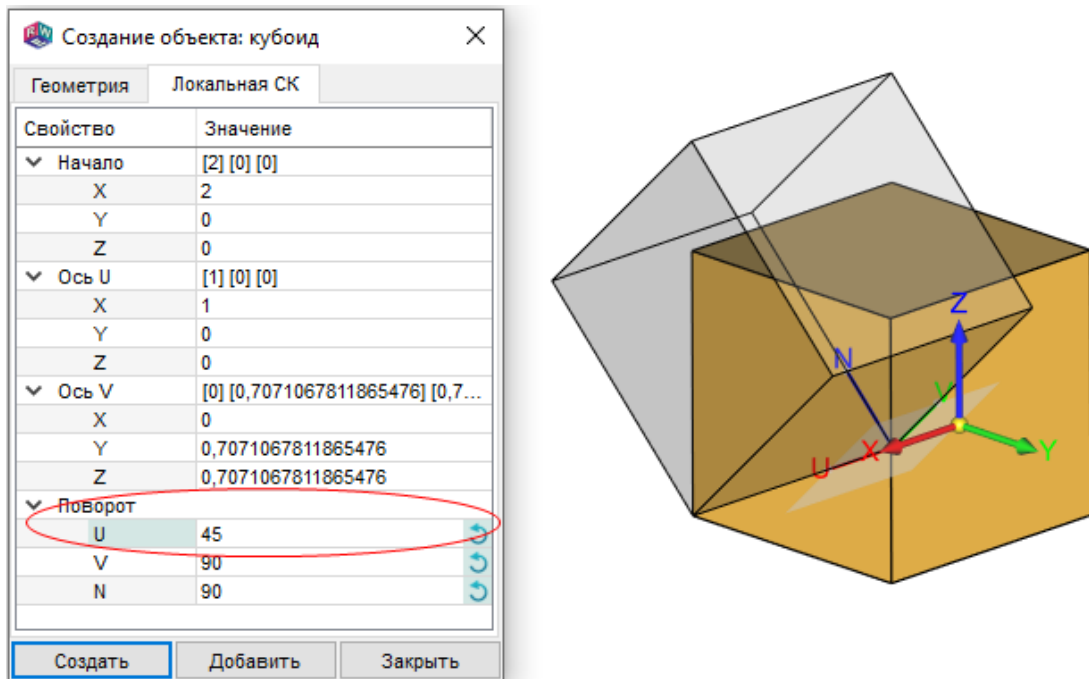 Создание объекта: кубоид
Геометрия Локальная СК
Свойство Значение
Начало [2] [0] [0]
X 2
Y 0
Z 0
Ось U [1] [0] [0]
X 1
Y 0
Z 0
Ось V [0] [0,7071067811865476] [0,7...
X 0
Y 0,7071067811865476
Z 0,7071067811865476
Поворот
U 45
V 90
N 90
Создать Добавить Закрыть
Z
N
V
U X Y